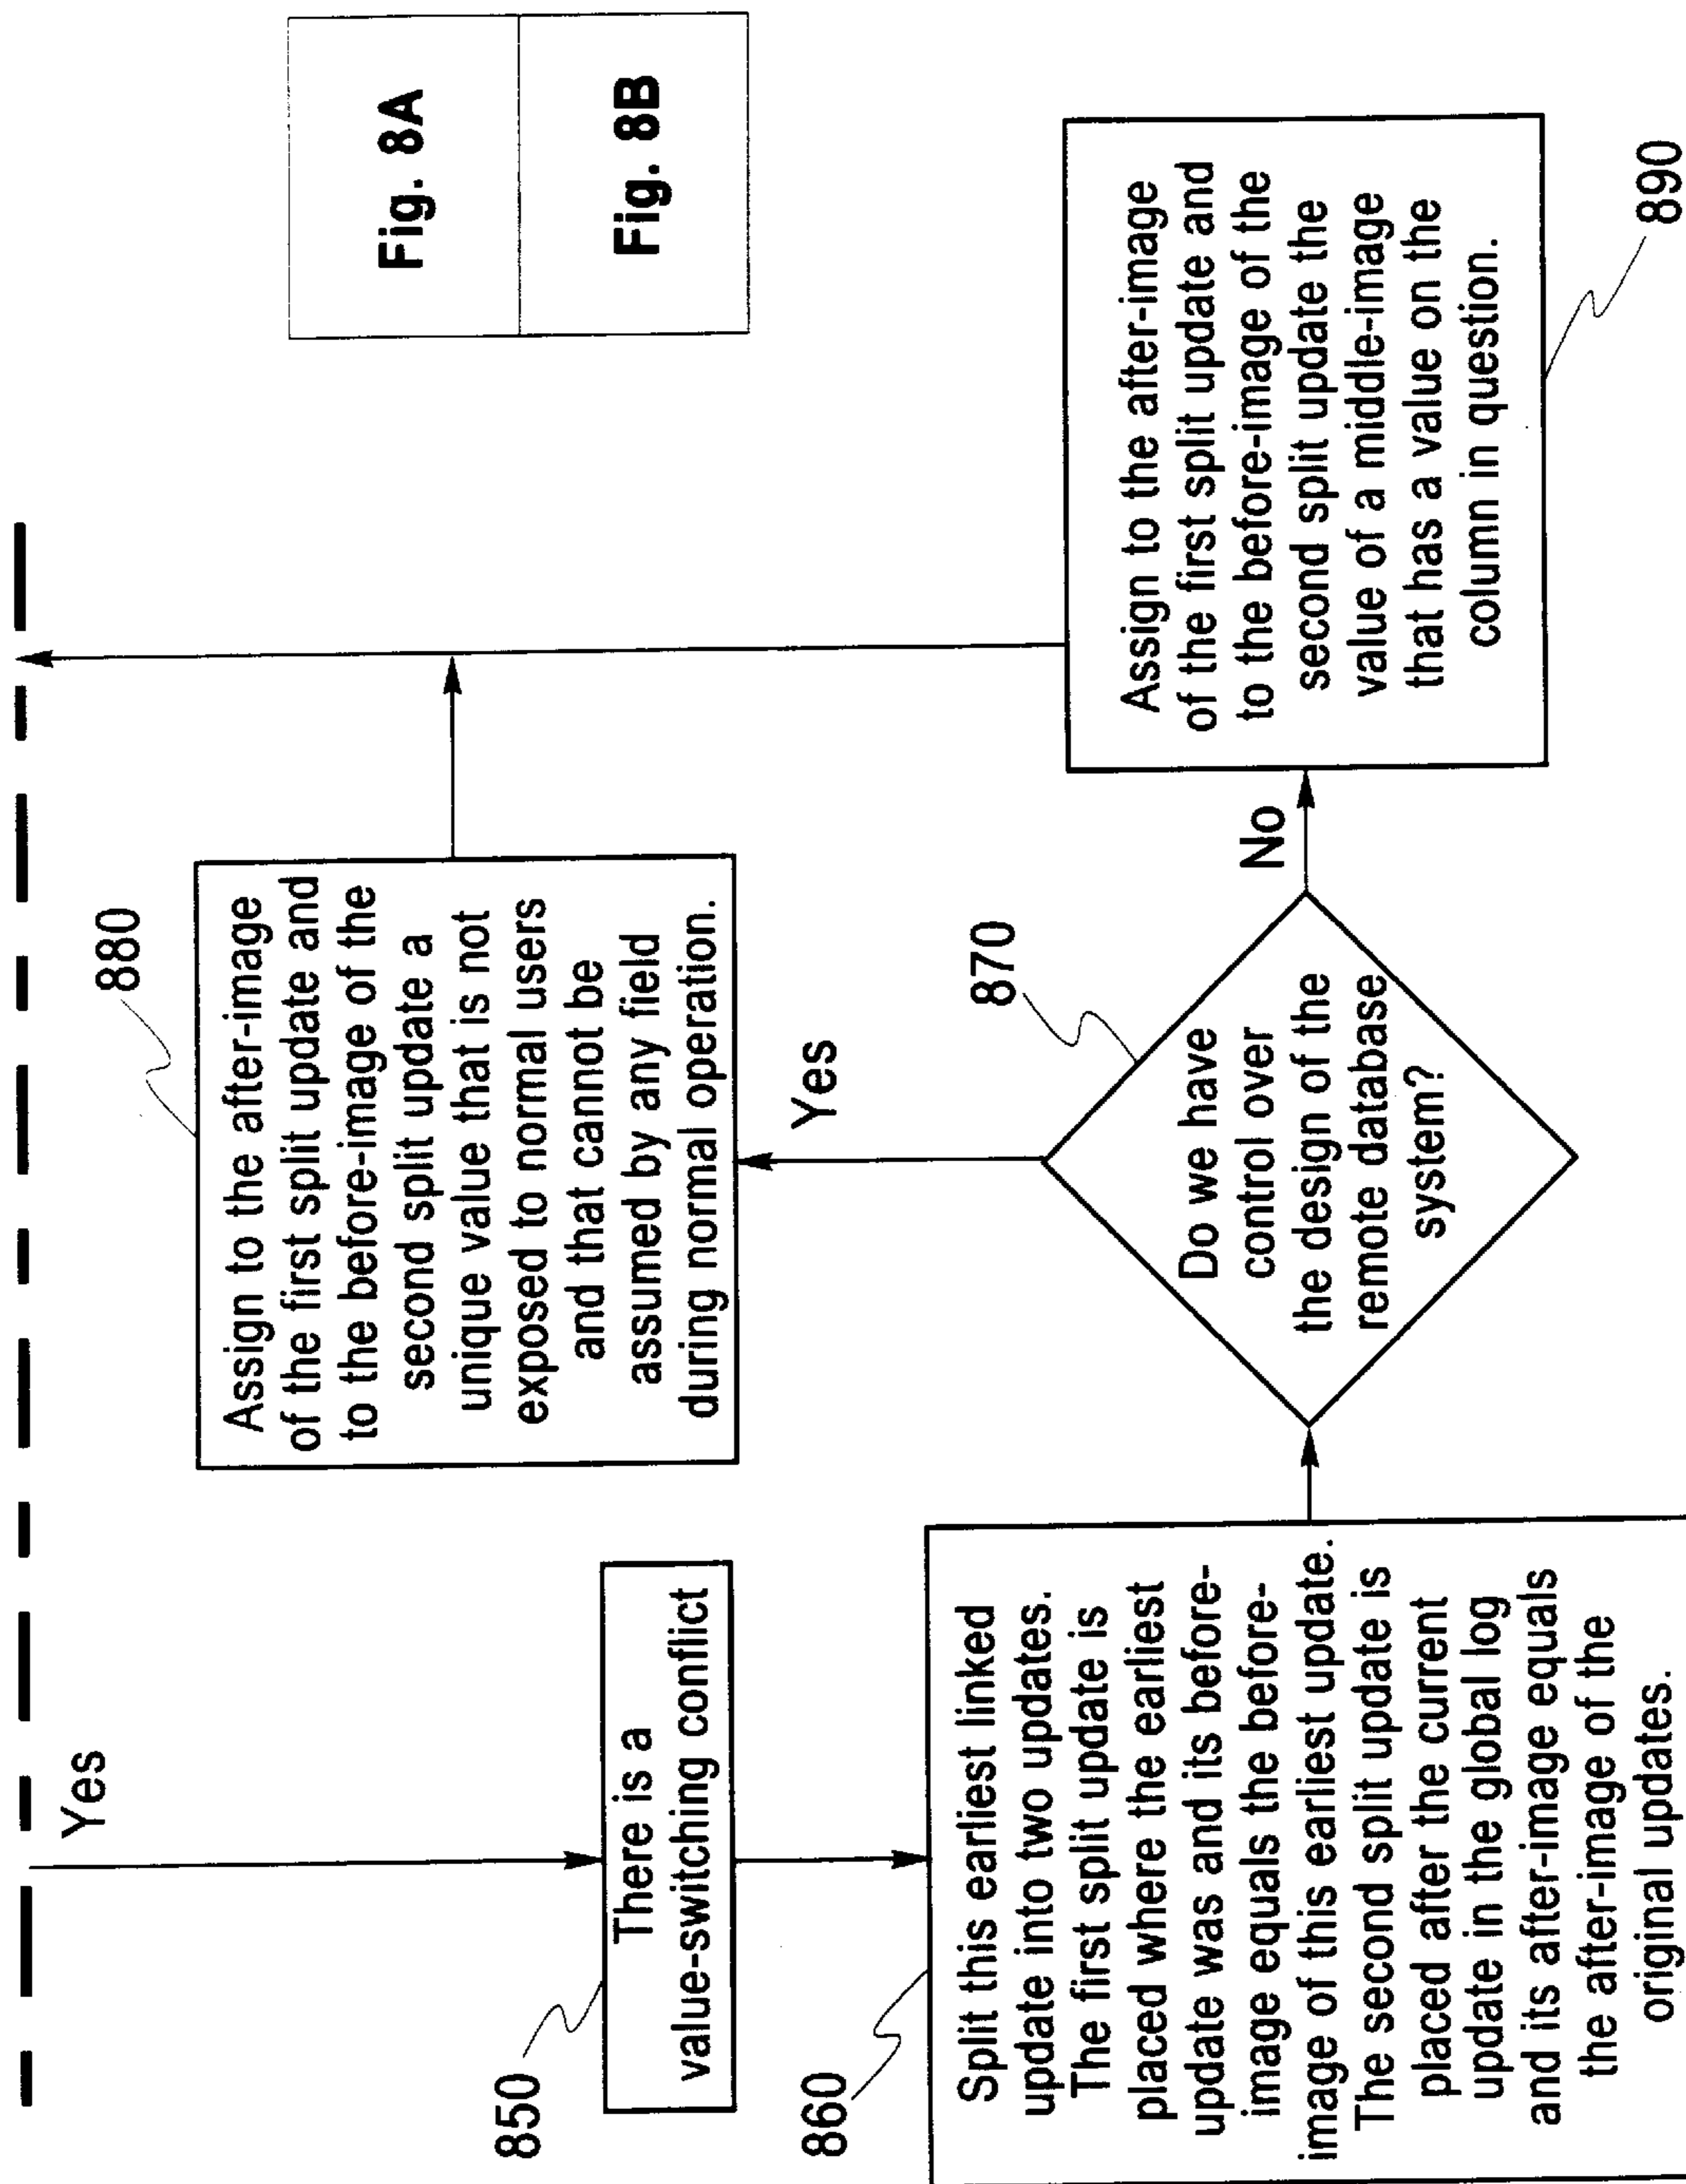 Yes
850
There is a
value-switching conflict
860
Split this earliest linked
update into two updates.
The first split update is
placed where the earliest
update was and its before-
image equals the before-
image of this earliest update.
The second split update is
placed after the current
update in the global log
and its after-image equals
the after-image of the
original updates.
870
Do we have
control over
the design of the
remote database
system?
Yes
880
Assign to the after-image
of the first split update and
to the before-image of the
second split update a
unique value that is not
exposed to normal users
and that cannot be
assumed by any field
during normal operation.
No
Assign to the after-image
of the first split update and
to the before-image of the
second split update the
value of a middle-image
that has a value on the
column in question.
890
Fig. 8A
Fig. 8B